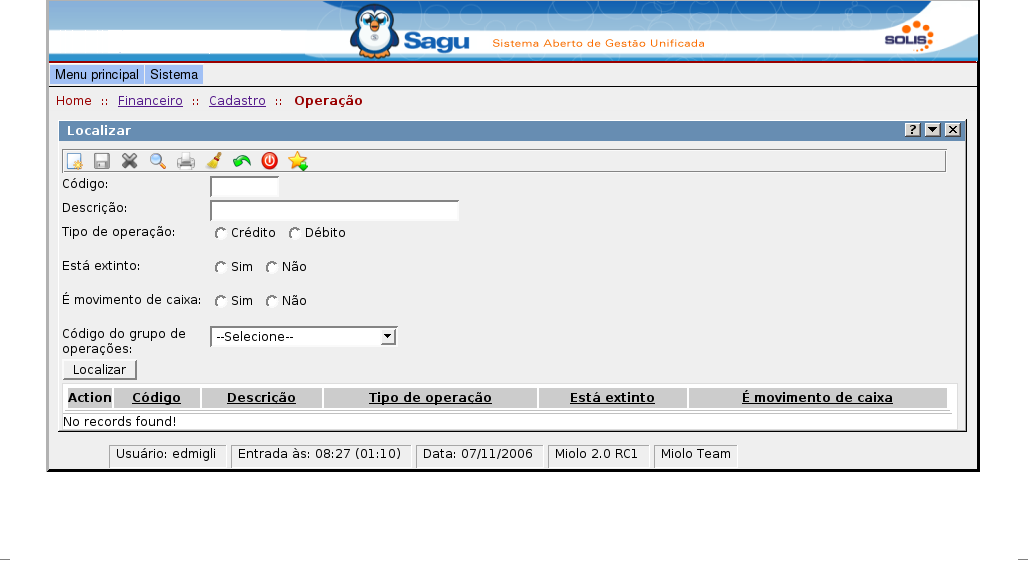 Sagu Sistema Aberto de Gestão Unificada SOLIS
Menu principal Sistema
Home :: Financeiro :: Cadastro :: Operação
Localizar ? X
Código:
Descrição:
Tipo de operação: Crédito Débito
Está extinto: Sim Não
É movimento de caixa: Sim Não
Código do grupo de
operações:
--Selecione--
Localizar
Action Código Descrição Tipo de operação Está extinto É movimento de caixa
No records found!
Usuário: edmigli Entrada às: 08:27 (01:10) Data: 07/11/2006 Miolo 2.0 RC1 Miolo Team